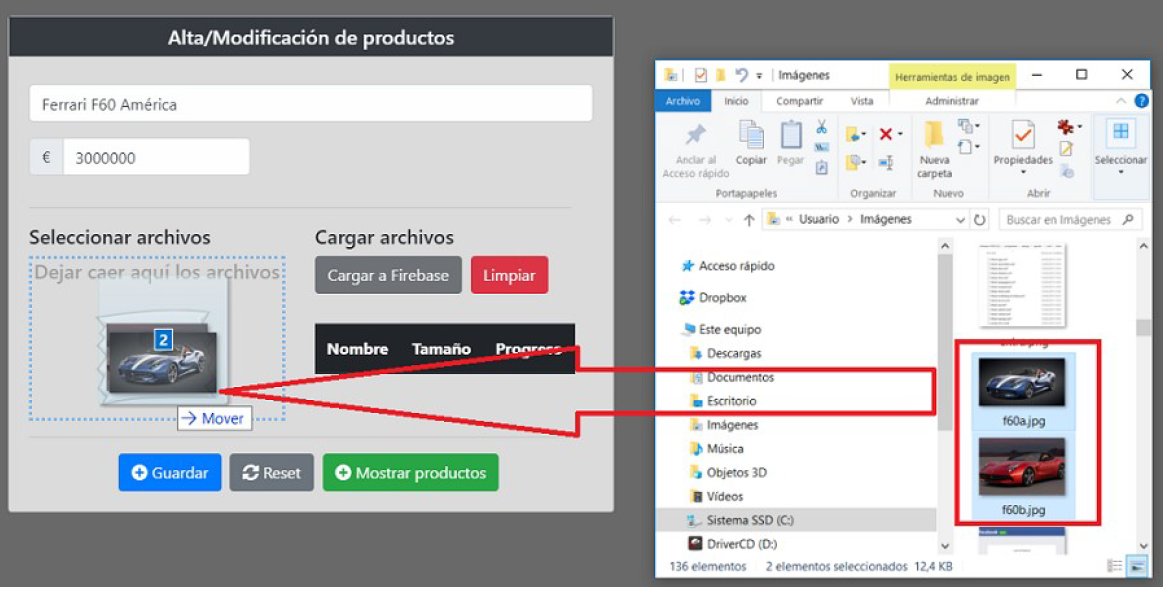 Alta/Modificación de productos
Ferrari F60 América
€ 3000000
Seleccionar archivos
Dejar caer aquí los archivos
2
Mover
Cargar archivos
Cargar a Firebase Limpiar
Nombre Tamaño Progreso
Guardar Reset Mostrar productos
Imágenes Herramientas de imagen
Archivo Inicio Compartir Vista Administrar
Anclar al
Acceso rápido
Copiar
Pegar
Nueva
carpeta
Propiedades
Seleccionar
Portapapeles Organizar Nuevo Abrir
« Usuario > Imágenes
Buscar en Imágenes
Acceso rápido
Dropbox
Este equipo
Descargas
Documentos
Escritorio
Imágenes
Música
Objetos 3D
Vídeos
Sistema SSD (C:)
DriverCD (D:)
f60a.jpg
f60b.jpg
136 elementos 2 elementos seleccionados 12,4 KB